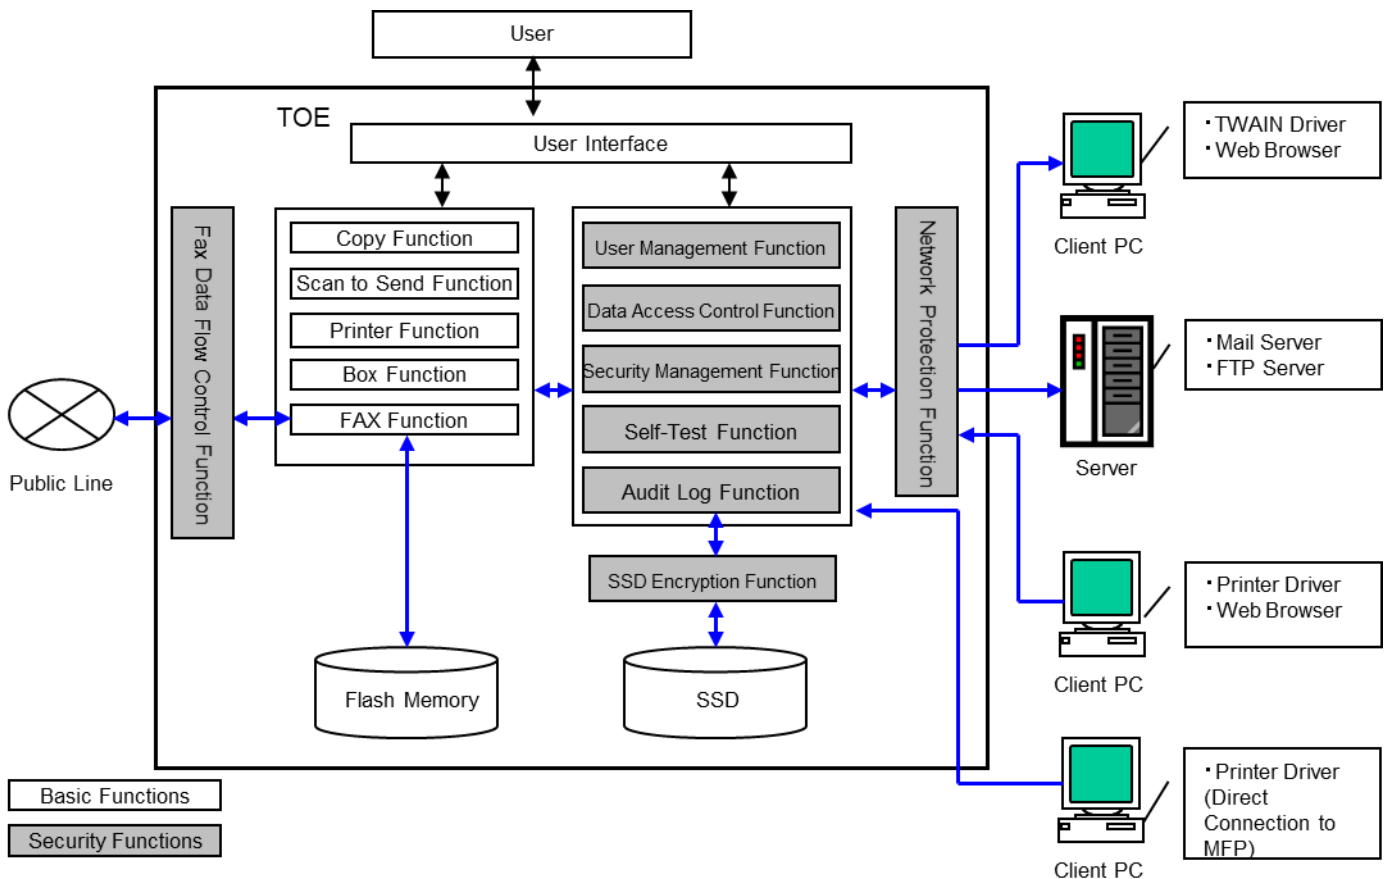 User
TOE
User Interface
Fax Data Flow Control Function
Copy Function
Scan to Send Function
Printer Function
Box Function
FAX Function
User Management Function
Data Access Control Function
Security Management Function
Self-Test Function
Audit Log Function
Network Protection Function
SSD Encryption Function
Flash Memory
SSD
Public Line
・TWAIN Driver
・Web Browser
Client PC
・Mail Server
・FTP Server
Server
・Printer Driver
・Web Browser
Client PC
・Printer Driver
(Direct
Connection to
MFP)
Client PC
Basic Functions
Security Functions